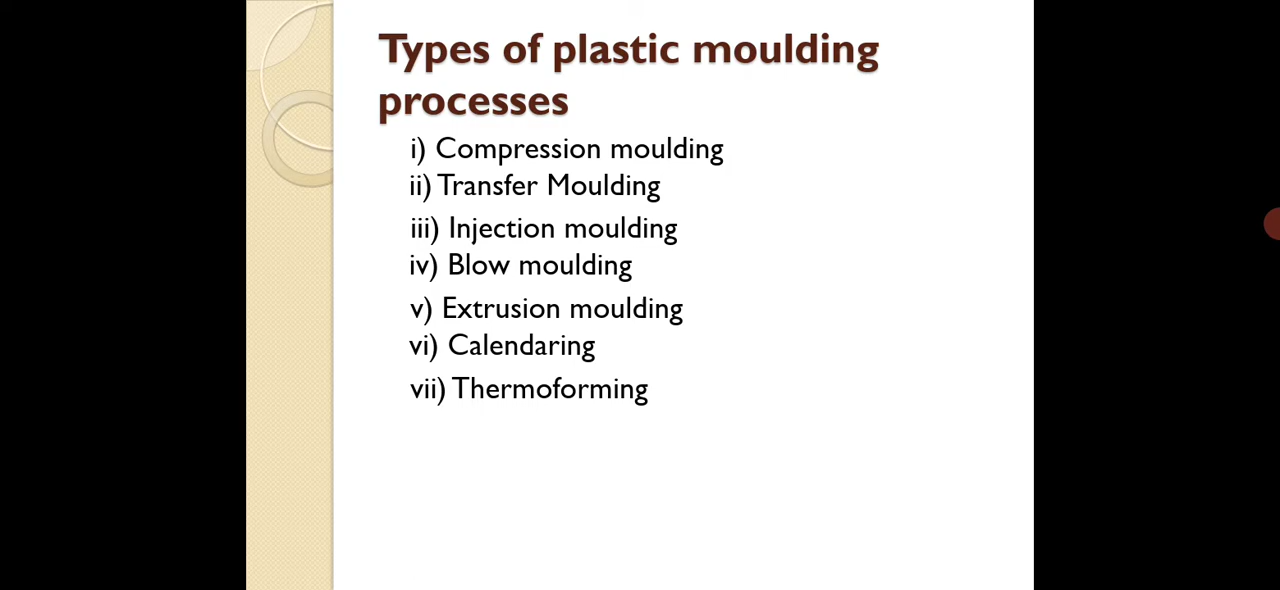 Types of plastic moulding
processes
i) Compression moulding
ii) Transfer Moulding
iii) Injection moulding
iv) Blow moulding
v) Extrusion moulding
vi) Calendaring
vii) Thermoforming